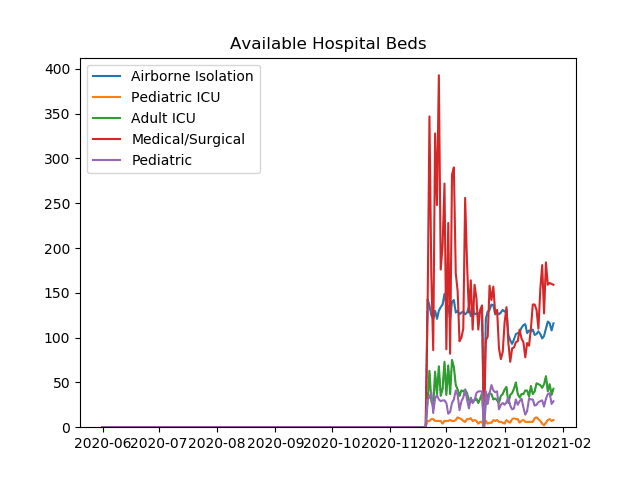 Available Hospital Beds
400
350
300
250
200
150
100
50
0
Airborne Isolation
Pediatric ICU
Adult ICU
Medical/Surgical
Pediatric
2020-06 2020-07 2020-08 2020-09 2020-10 2020-11 2020-12 2021-01 2021-02